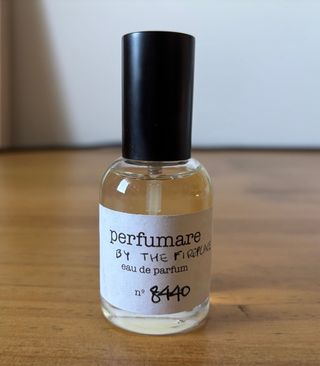 perfumare
BY THE FIREPLACE
eau de parfum
nº 8440